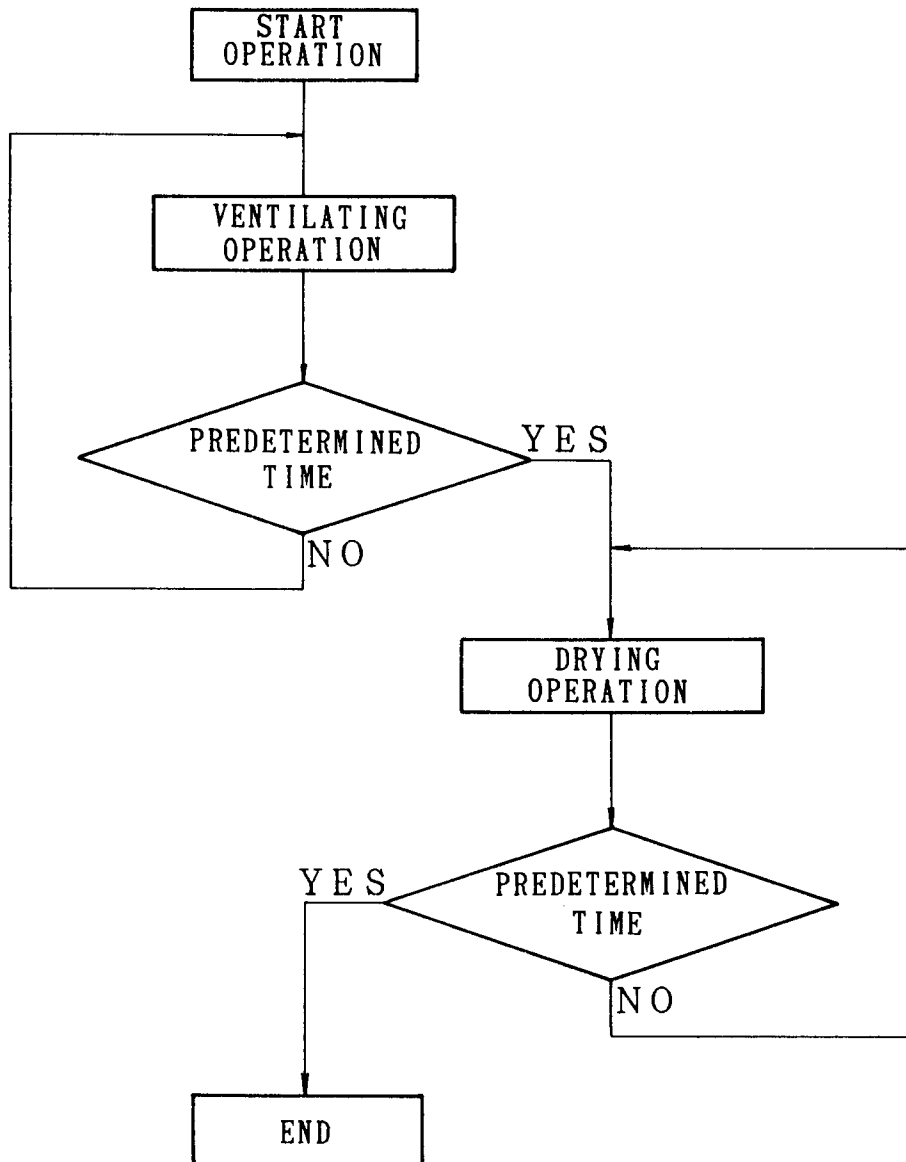 START
OPERATION
VENTILATING
OPERATION
PREDETERMINED
TIME
YES
NO
DRYING
OPERATION
YES
PREDETERMINED
TIME
NO
END